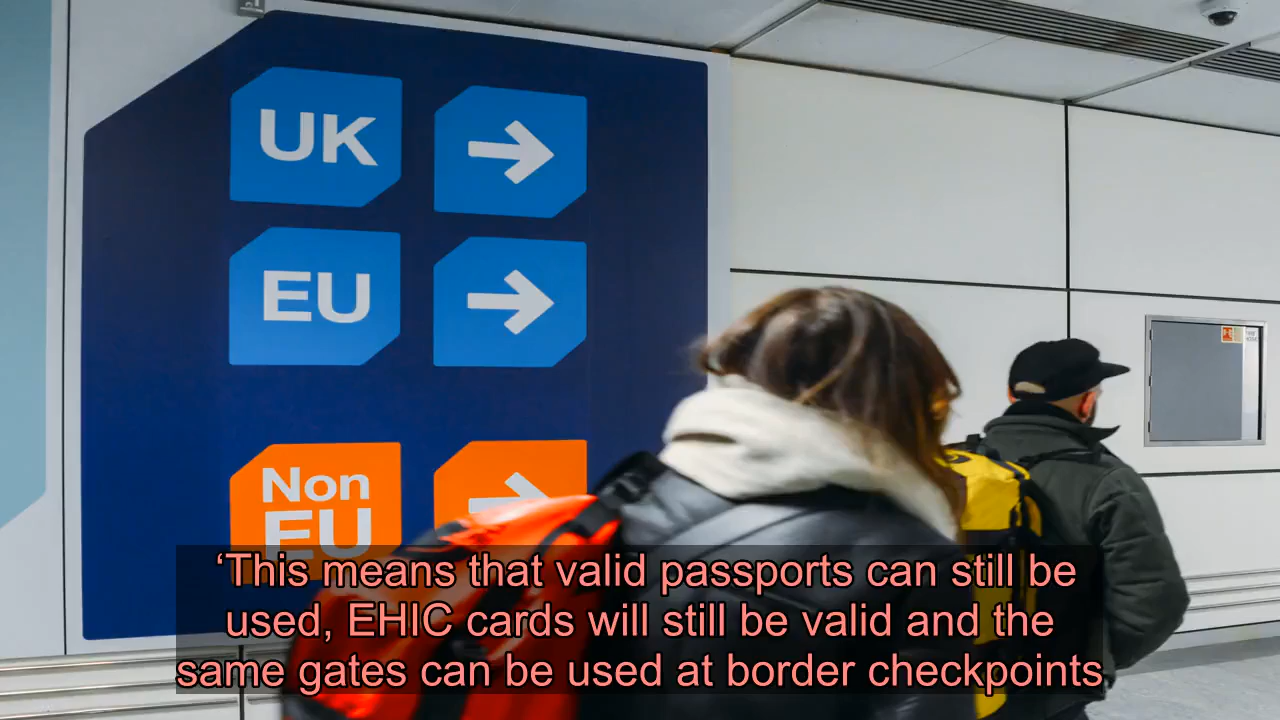 UK
EU
Non
EU
‘This means that valid passports can still be
used, EHIC cards will still be valid and the
same gates can be used at border checkpoints